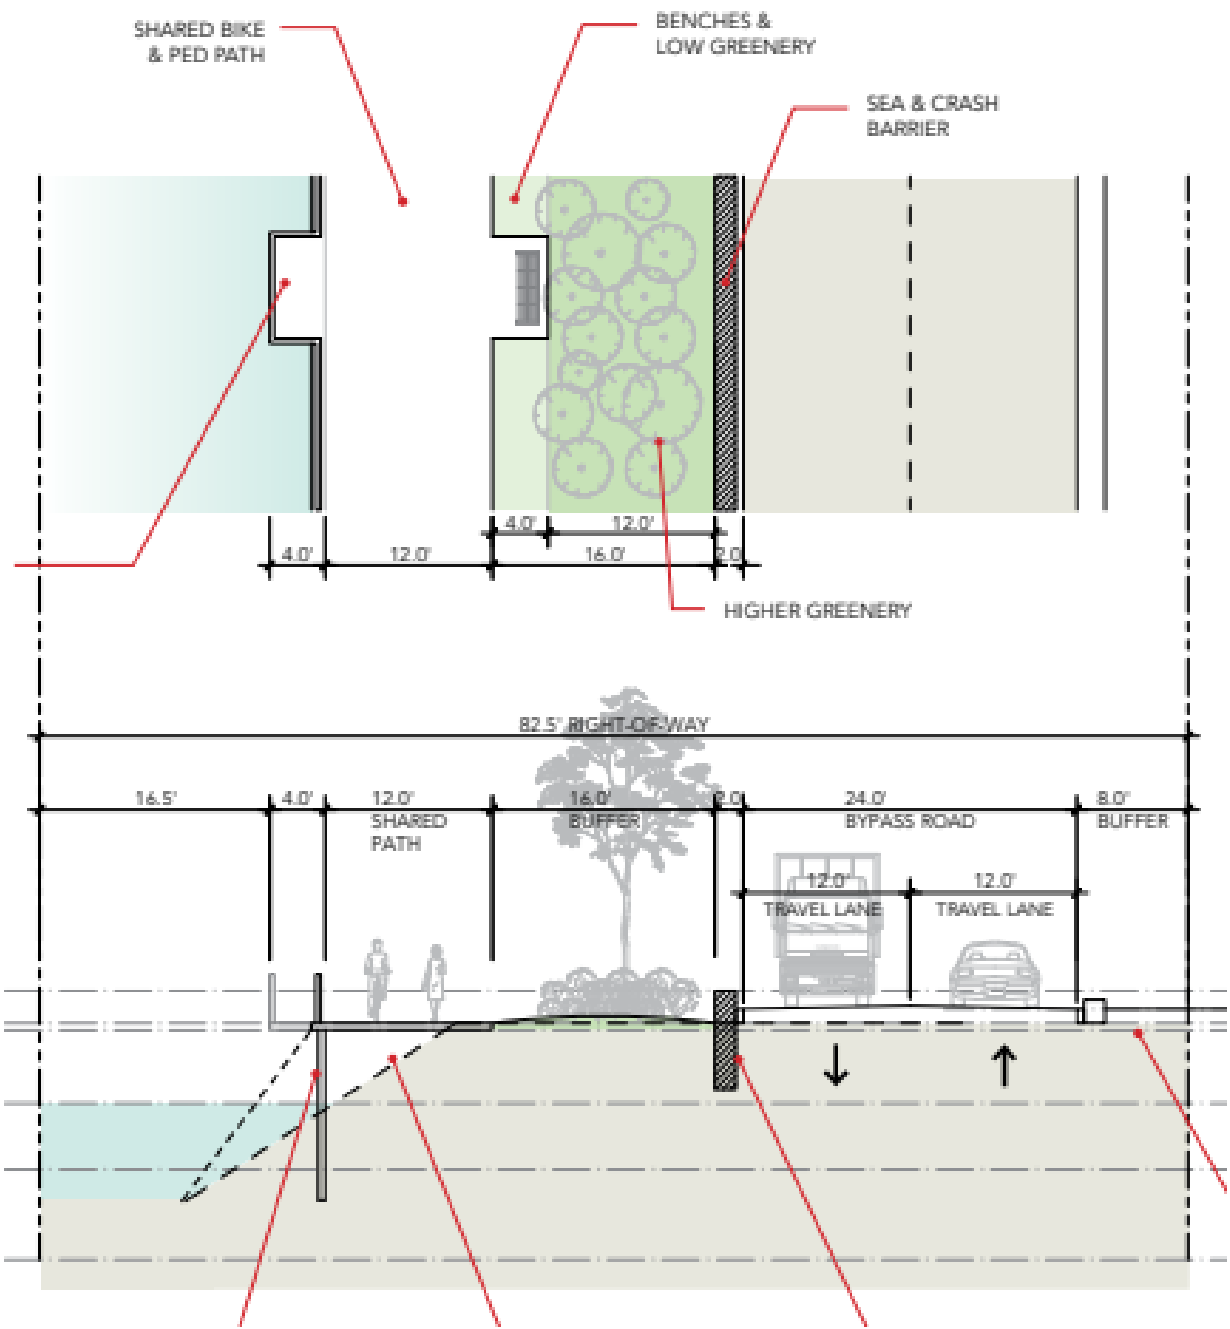 SHARED BIKE
& PED PATH
BENCHES &
LOW GREENERY
SEA & CRASH
BARRIER
4.0' 12.0'
4.0' 12.0' 16.0' 2.0
HIGHER GREENERY
82.5' RIGHT-OF-WAY
16.5' 4.0' 12.0' 16.0' 2.0 24.0' 8.0'
SHARED BUFFER BYPASS ROAD BUFFER
PATH
12.0' 12.0'
TRAVEL LANE TRAVEL LANE